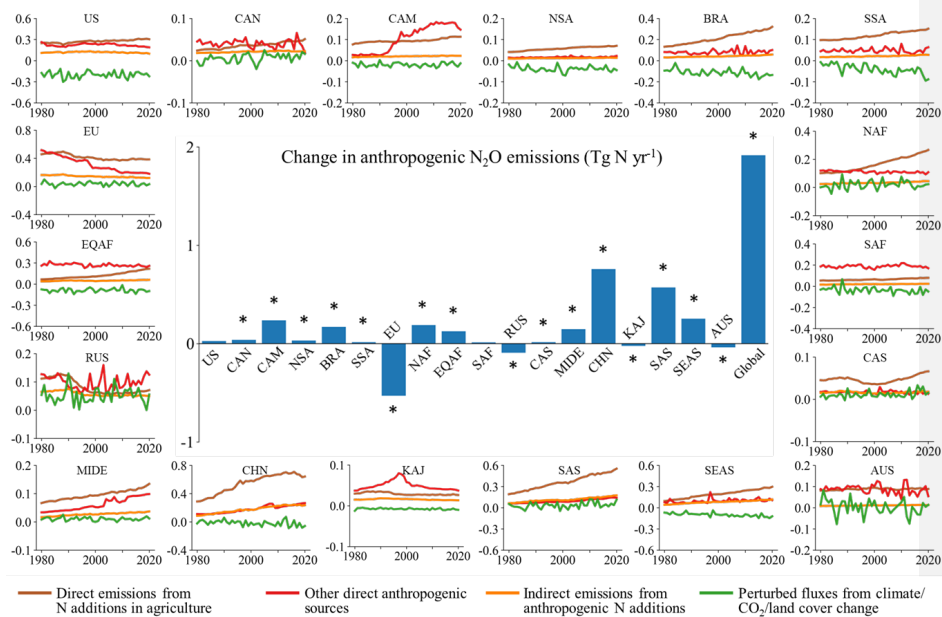 US
0.6
0.3
0.0
-0.3
-0.6
1980 2000 2020
CAN
0.1
0.0
-0.1
1980 2000 2020
CAM
0.2
0.1
0.0
-0.1
-0.2
1980 2000 2020
NSA
0.2
0.1
0.0
-0.1
-0.2
1980 2000 2020
BRA
0.4
0.2
0.0
-0.2
-0.4
1980 2000 2020
SSA
0.2
0.1
0.0
-0.1
-0.2
1980 2000 2020
EU
0.8
0.4
0.0
-0.4
1980 2000 2020
Change in anthropogenic N₂O emissions (Tg N yr⁻¹)
2
1
0
-1
US CAN CAM NSA BRA SSA EU NAF EQAF SAF RUS CAS MIDE CHN KAJ SAS SEAS AUS Global
* * * * * * * * * * * * * * * * *
NAF
0.4
0.2
0.0
-0.2
1980 2000 2020
EQAF
0.6
0.3
0.0
-0.3
-0.6
1980 2000 2020
SAF
0.4
0.2
0.0
-0.2
-0.4
1980 2000 2020
RUS
0.2
0.1
0.0
-0.1
1980 2000 2020
CAS
0.1
0.0
-0.1
1980 2000 2020
MIDE
0.2
0.1
0.0
-0.1
1980 2000 2020
CHN
0.8
0.4
0.0
-0.4
1980 2000 2020
KAJ
0.1
0.0
-0.1
1980 2000 2020
SAS
0.6
0.3
0.0
-0.3
-0.6
1980 2000 2020
SEAS
0.6
0.3
0.0
-0.3
-0.6
1980 2000 2020
AUS
0.2
0.1
0.0
-0.1
-0.2
1980 2000 2020
Direct emissions from
N additions in agriculture
Other direct anthropogenic
sources
Indirect emissions from
anthropogenic N additions
Perturbed fluxes from climate/
CO₂/land cover change